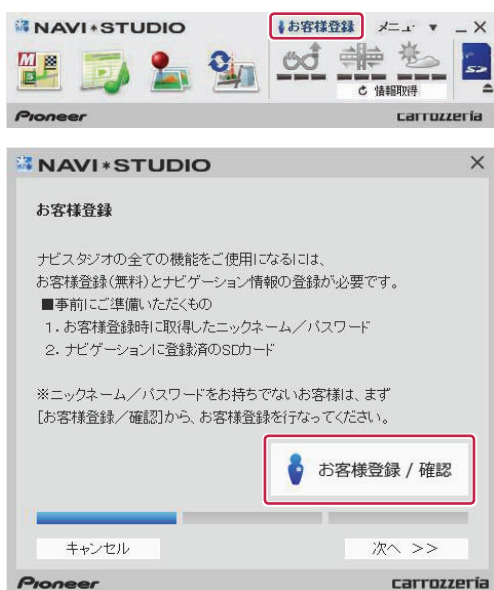 NAVI*STUDIO
お客様登録
メニュー ▼
情報取得
Pioneer
carrozzeria
NAVI*STUDIO
お客様登録
ナビスタジオの全ての機能をご使用になるには、
お客様登録(無料)とナビゲーション情報の登録が必要です。
■事前にご準備いただくもの
1. お客様登録時に取得したニックネーム/パスワード
2. ナビゲーションに登録済のSDカード
※ニックネーム/パスワードをお持ちでないお客様は、まず
[お客様登録/確認]から、お客様登録を行なってください。
お客様登録 / 確認
キャンセル
次へ >>
Pioneer
carrozzeria